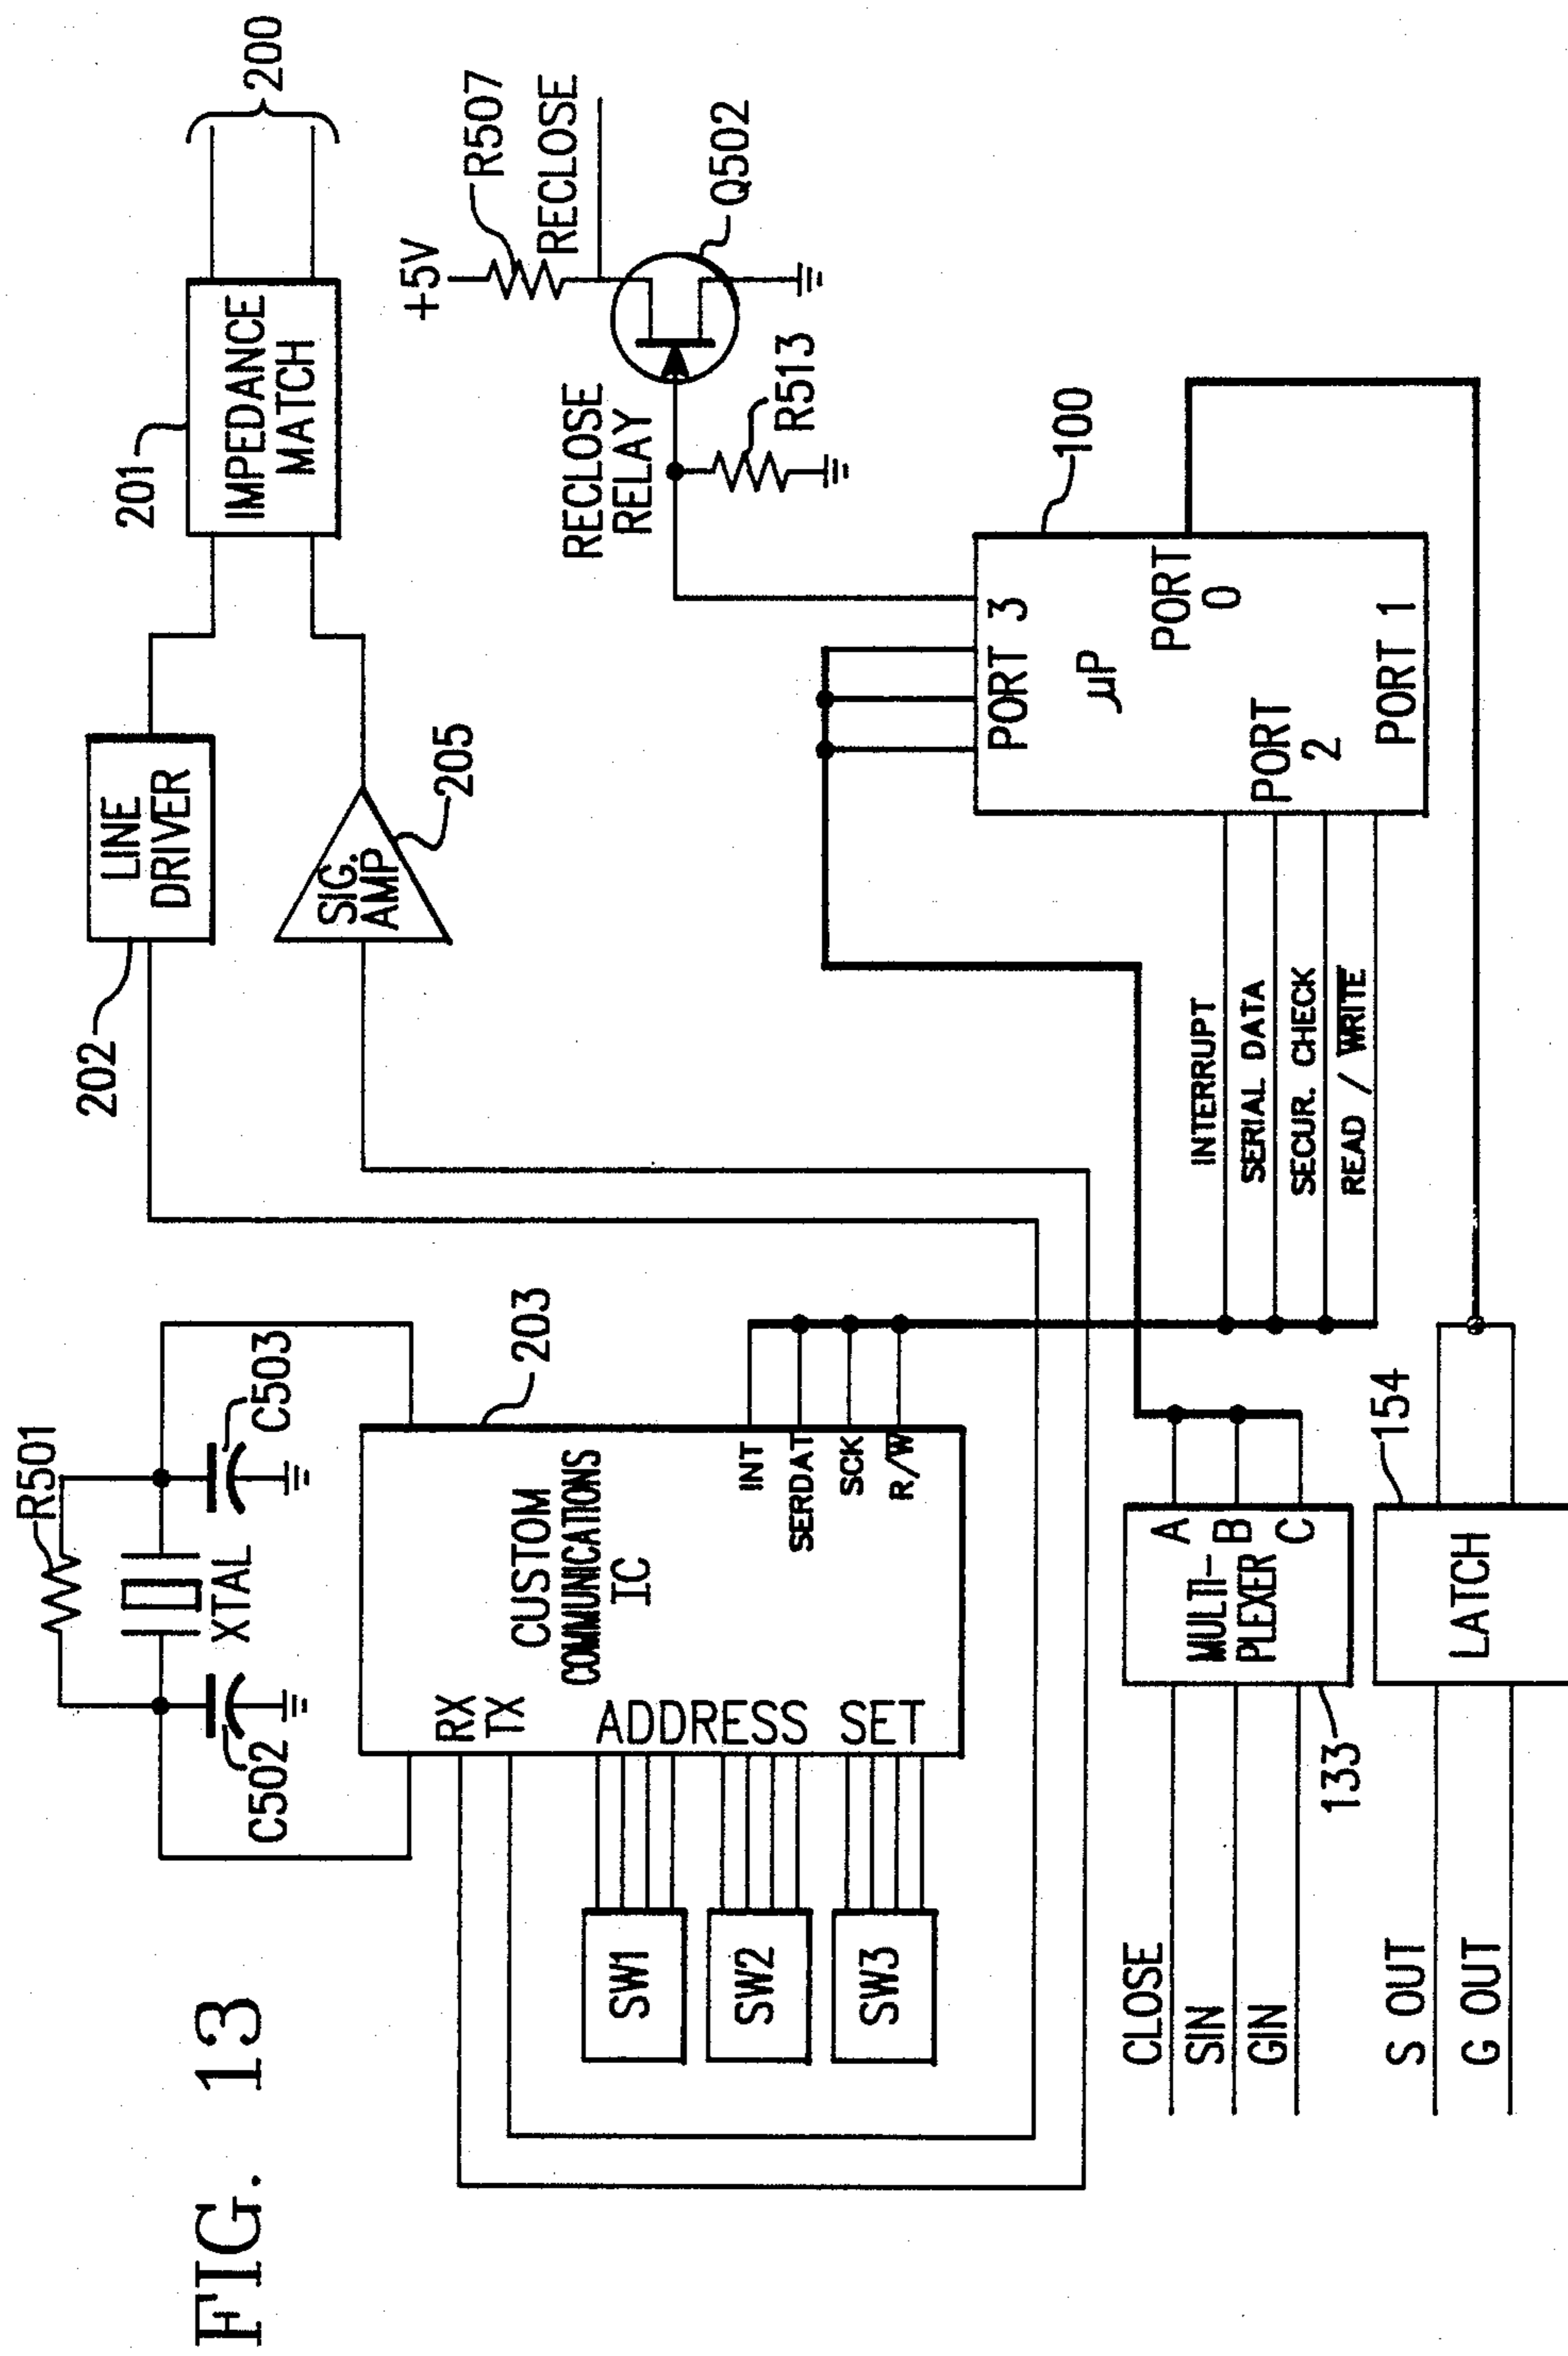 FIG. 13
R501
C502
XTAL
C503
203
RX
TX
ADDRESS SET
CUSTOM
COMMUNICATIONS
IC
INT
SERDAT
SCK
R/W
SW1
SW2
SW3
202
LINE
DRIVER
SIG.
AMP
205
201
IMPEDANCE
MATCH
200
+5V
R507
RECLOSE
Q502
RECLOSE
RELAY
R513
100
PORT 3
µP
PORT
0
PORT
2
PORT 1
INTERRUPT
SERIAL DATA
SECUR. CHECK
READ / WRITE
CLOSE
SIN
GIN
133
MULTI-
PLEXER
A
B
C
S OUT
G OUT
LATCH
154